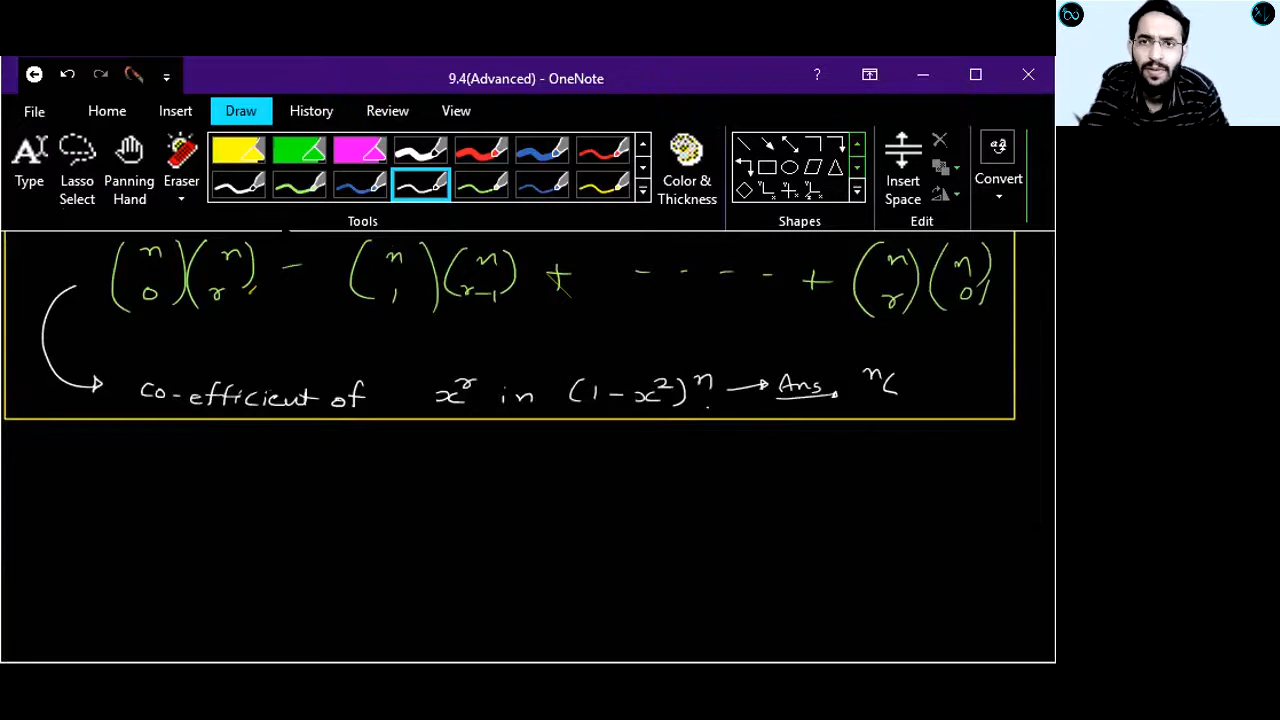 9.4(Advanced) - OneNote
?
File Home Insert Draw History Review View
Type Lasso Select Panning Hand Eraser Color & Thickness Insert Space Convert
Tools Shapes Edit
(n 0)(n r) - (n 1)(n r-1) + - - - - + (n r)(n 0)
co-efficient of x^r in (1-x²)^n → Ans. ⁿC